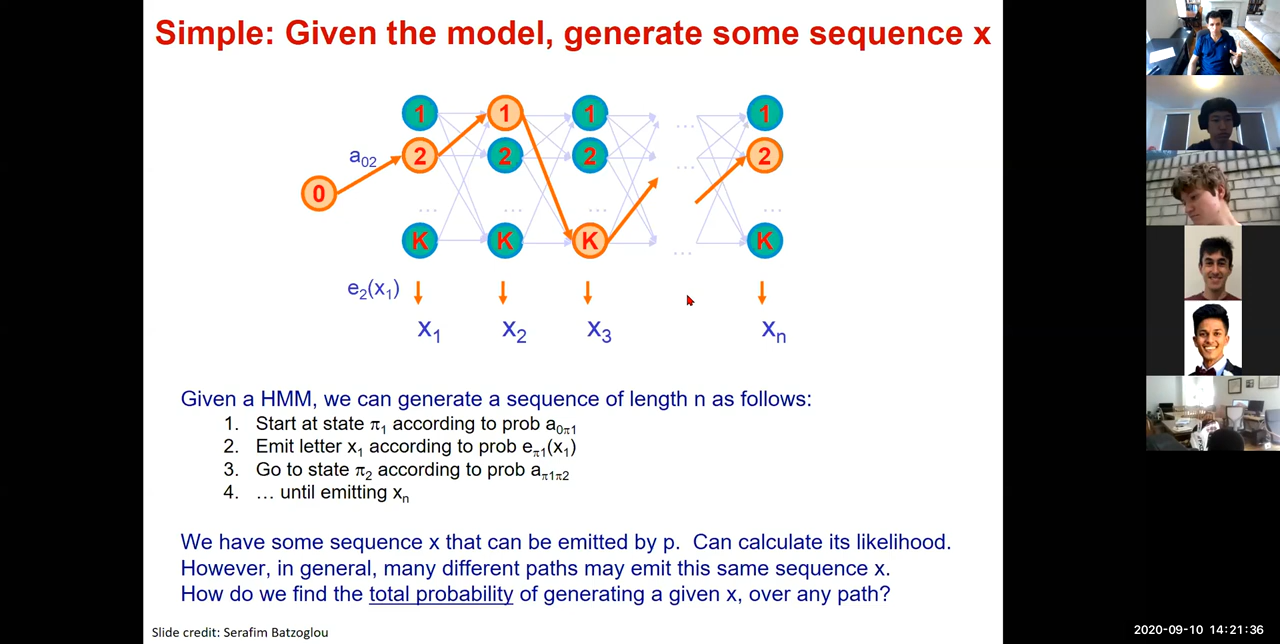 Simple: Given the model, generate some sequence x
1 1 1 … 1
a02 2 2 2 … 2
0
… … … …
K K K … K
e2(x1)
x1 x2 x3 xn
Given a HMM, we can generate a sequence of length n as follows:
1. Start at state π1 according to prob a0π1
2. Emit letter x1 according to prob eπ1(x1)
3. Go to state π2 according to prob aπ1π2
4. … until emitting xn
We have some sequence x that can be emitted by p. Can calculate its likelihood.
However, in general, many different paths may emit this same sequence x.
How do we find the total probability of generating a given x, over any path?
Slide credit: Serafim Batzoglou
2020-09-10 14:21:36